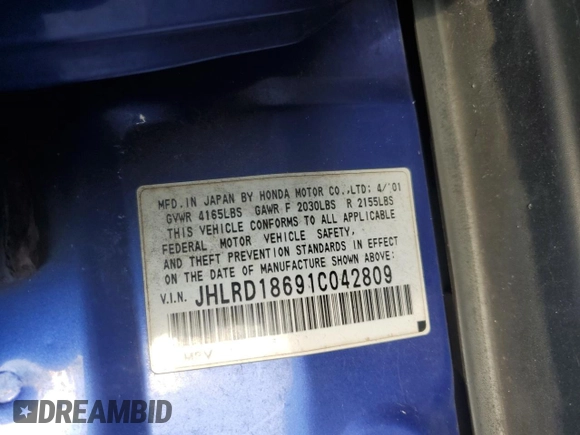 MFD. IN JAPAN BY HONDA MOTOR CO., LTD: 4/'01
GVWR 4165LBS GAWR F 2030LBS R 2155LBS
THIS VEHICLE CONFORMS TO ALL APPLICABLE
FEDERAL MOTOR VEHICLE SAFETY,
AND THEFT PREVENTION STANDARDS IN EFFECT
ON THE DATE OF MANUFACTURE SHOWN ABOVE:
V.I.N. JHLRD18691C042809
MPV
DREAMBID